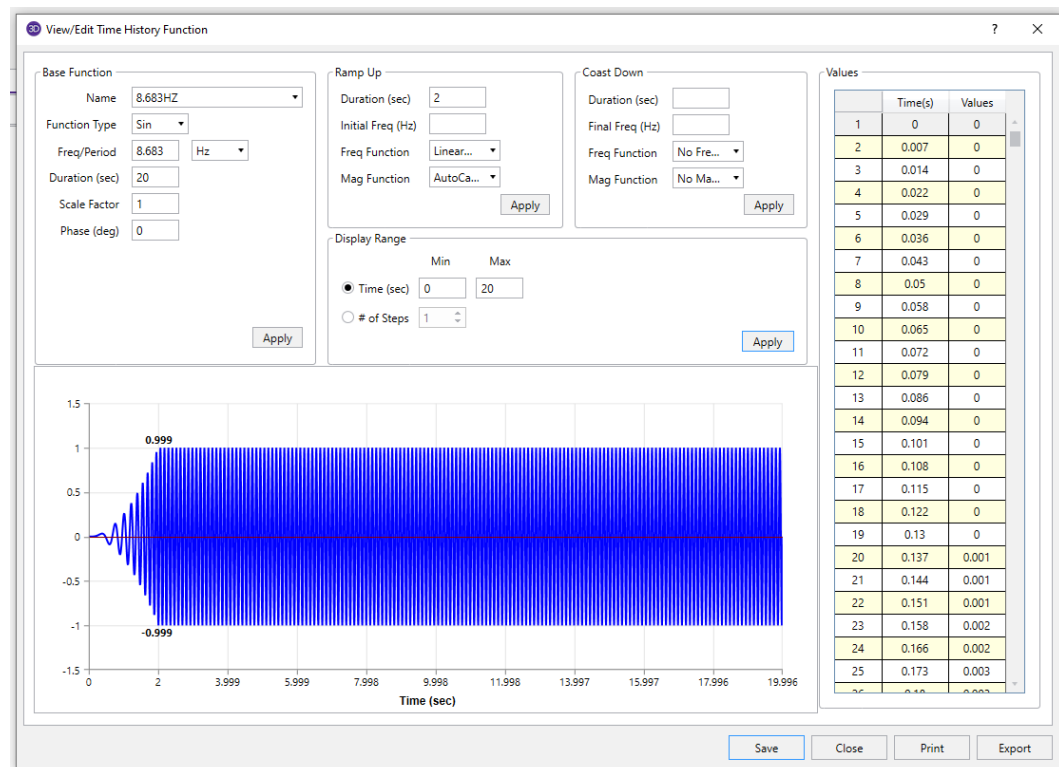 3D View/Edit Time History Function ? ×
Base Function
Name 8.683HZ
Function Type Sin
Freq/Period 8.683 Hz
Duration (sec) 20
Scale Factor 1
Phase (deg) 0
Apply
Ramp Up
Duration (sec) 2
Initial Freq (Hz)
Freq Function Linear...
Mag Function AutoCa...
Apply
Coast Down
Duration (sec)
Final Freq (Hz)
Freq Function No Fre...
Mag Function No Ma...
Apply
Display Range
Min Max
Time (sec) 0 20
# of Steps 1
Apply
Values
Time(s) Values
1 0 0
2 0.007 0
3 0.014 0
4 0.022 0
5 0.029 0
6 0.036 0
7 0.043 0
8 0.05 0
9 0.058 0
10 0.065 0
11 0.072 0
12 0.079 0
13 0.086 0
14 0.094 0
15 0.101 0
16 0.108 0
17 0.115 0
18 0.122 0
19 0.13 0
20 0.137 0.001
21 0.144 0.001
22 0.151 0.001
23 0.158 0.002
24 0.166 0.002
25 0.173 0.003
1.5
1
0.5
0
-0.5
-1
-1.5
0.999
-0.999
0 2 3.999 5.999 7.998 9.998 11.998 13.997 15.997 17.996 19.996
Time (sec)
Save Close Print Export